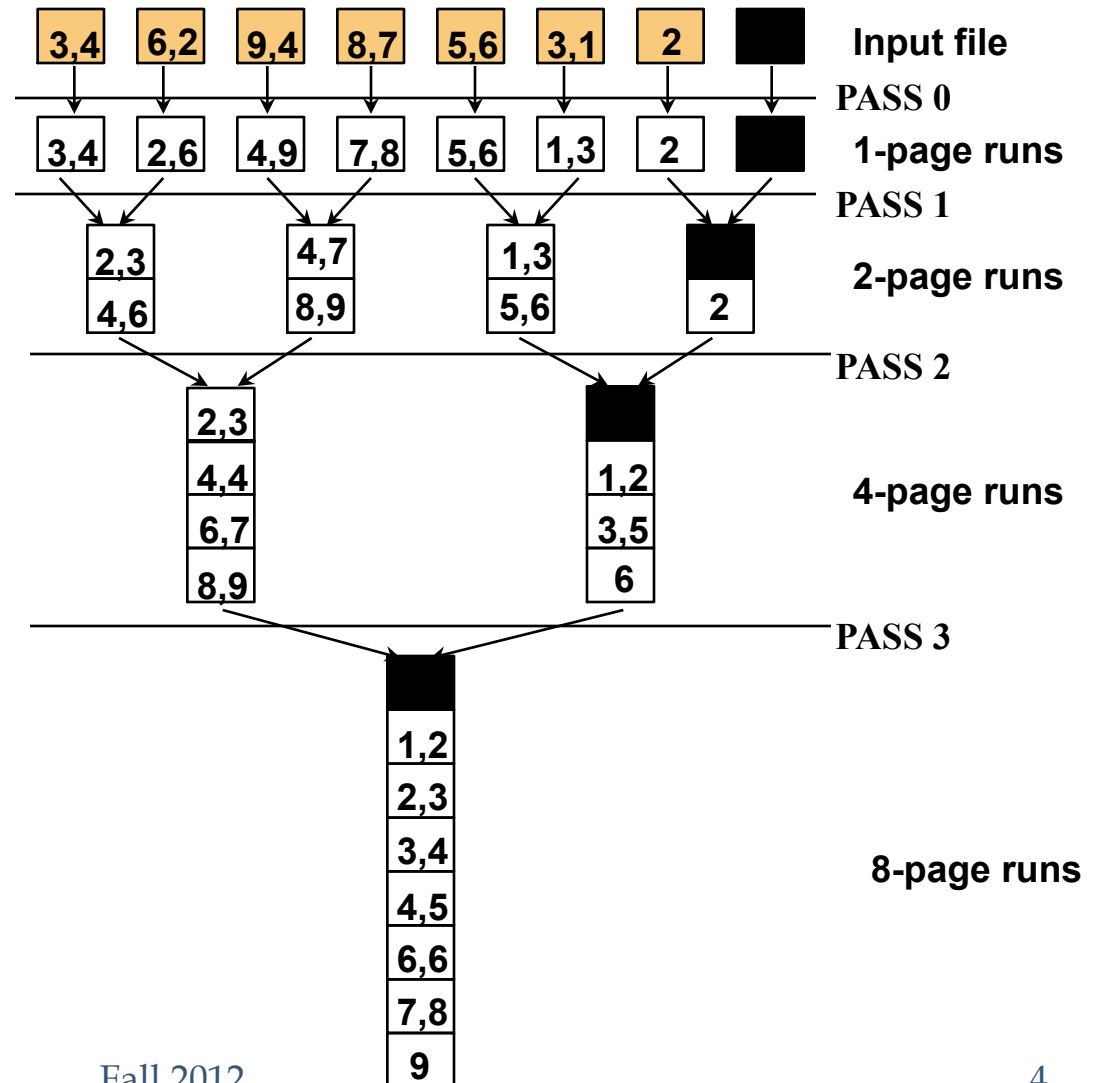 3,4 6,2 9,4 8,7 5,6 3,1 2 Input file
PASS 0
3,4 2,6 4,9 7,8 5,6 1,3 2 1-page runs
PASS 1
2,3 4,7 1,3
2-page runs
4,6 8,9 5,6 2
PASS 2
2,3
4,4 1,2 4-page runs
6,7 3,5
8,9 6
PASS 3
1,2
2,3
3,4
8-page runs
4,5
6,6
7,8
9
Fall 2012 4